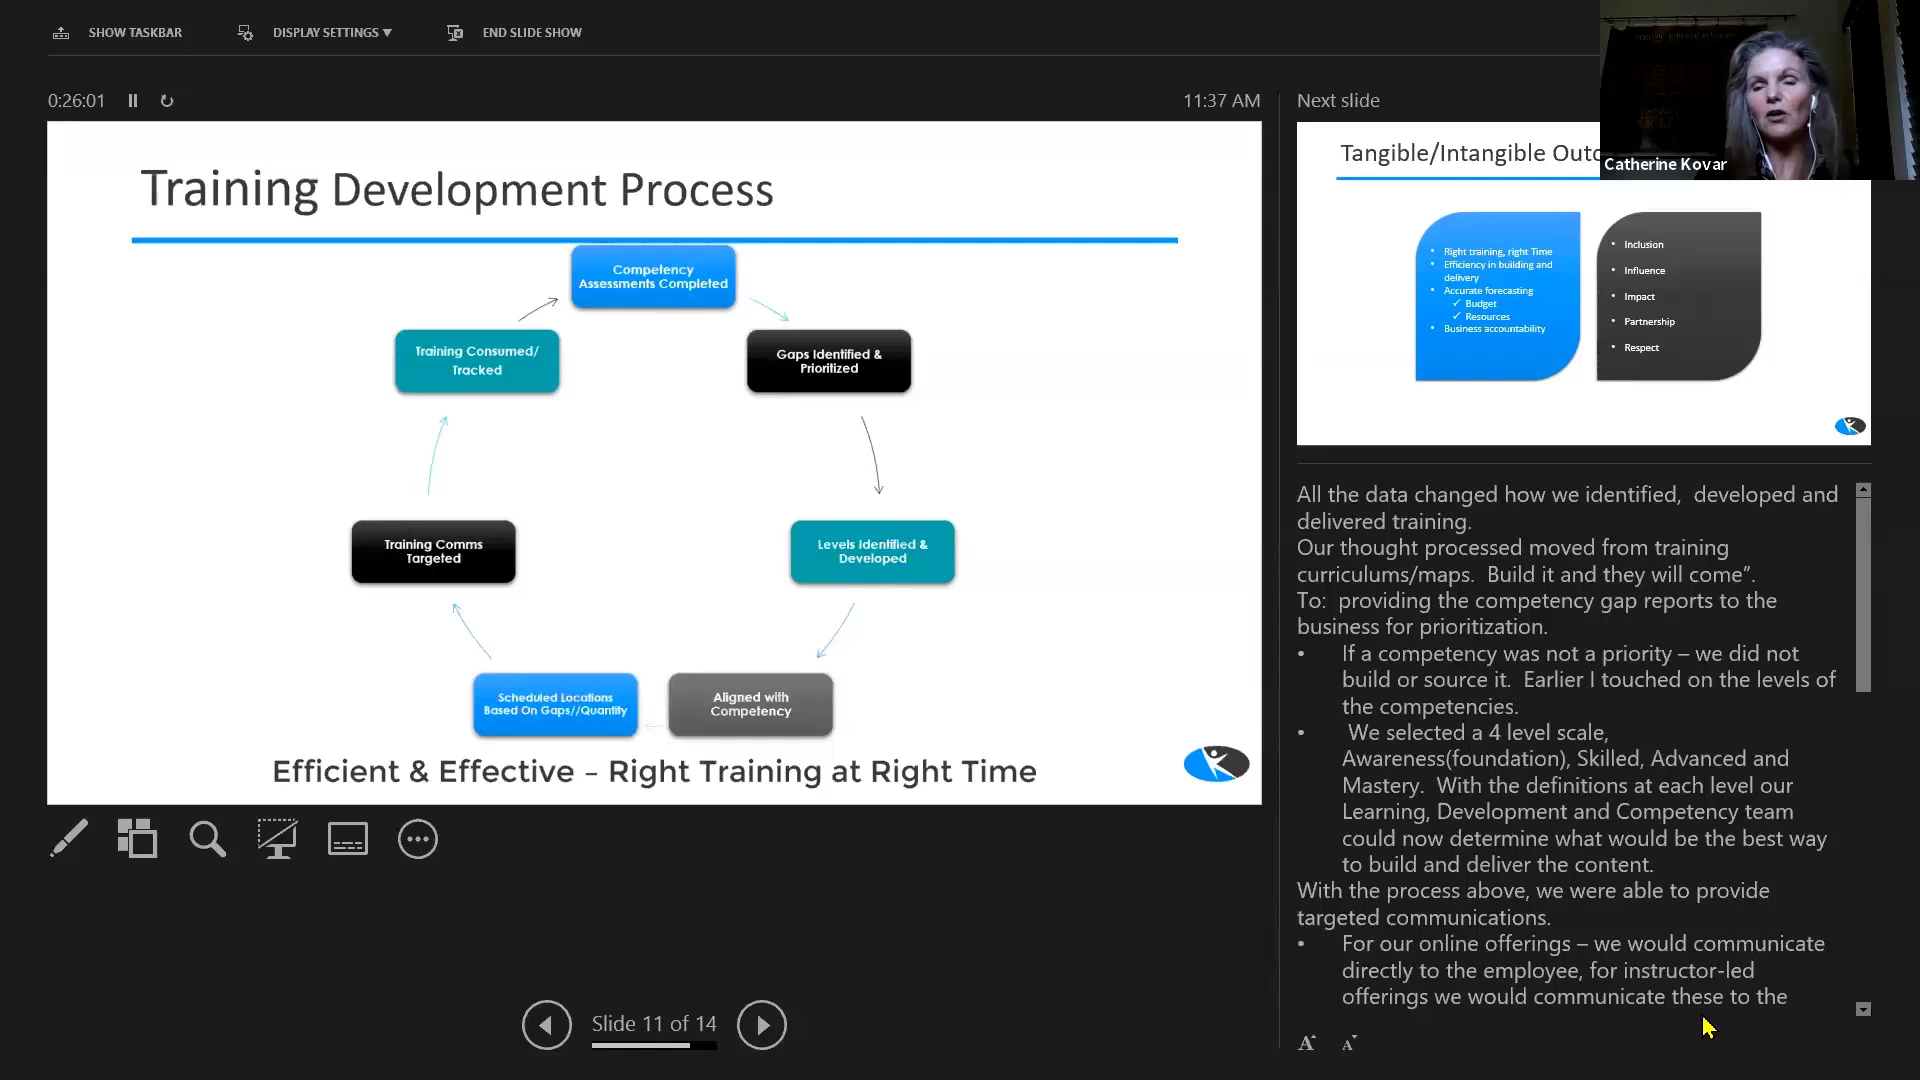 SHOW TASKBAR
DISPLAY SETTINGS ▼
END SLIDE SHOW
0:26:01
11:37 AM
Training Development Process
Compelency
Assessments Completed
Gaps Identified &
Prioritized
Levels Identified &
Developed
Aligned with
Competency
Scheduled Locations
Based On Gaps//Quantity
Training Comms
Targeted
Training Consumed/
Tracked
Efficient & Effective – Right Training at Right Time
Slide 11 of 14
Next slide
Catherine Kovar
Tangible/Intangible Outc
• Right training, right Time
• Efficiency in building and
delivery
• Accurate forecasting
✓ Budget
✓ Resources
• Business accountability
• Inclusion
• Influence
• Impact
• Partnership
• Respect
All the data changed how we identified, developed and
delivered training.
Our thought processed moved from training
curriculums/maps. Build it and they will come”.
To: providing the competency gap reports to the
business for prioritization.
• If a competency was not a priority – we did not
build or source it. Earlier I touched on the levels of
the competencies.
• We selected a 4 level scale,
Awareness(foundation), Skilled, Advanced and
Mastery. With the definitions at each level our
Learning, Development and Competency team
could now determine what would be the best way
to build and deliver the content.
With the process above, we were able to provide
targeted communications.
• For our online offerings – we would communicate
directly to the employee, for instructor-led
offerings we would communicate these to the
A A